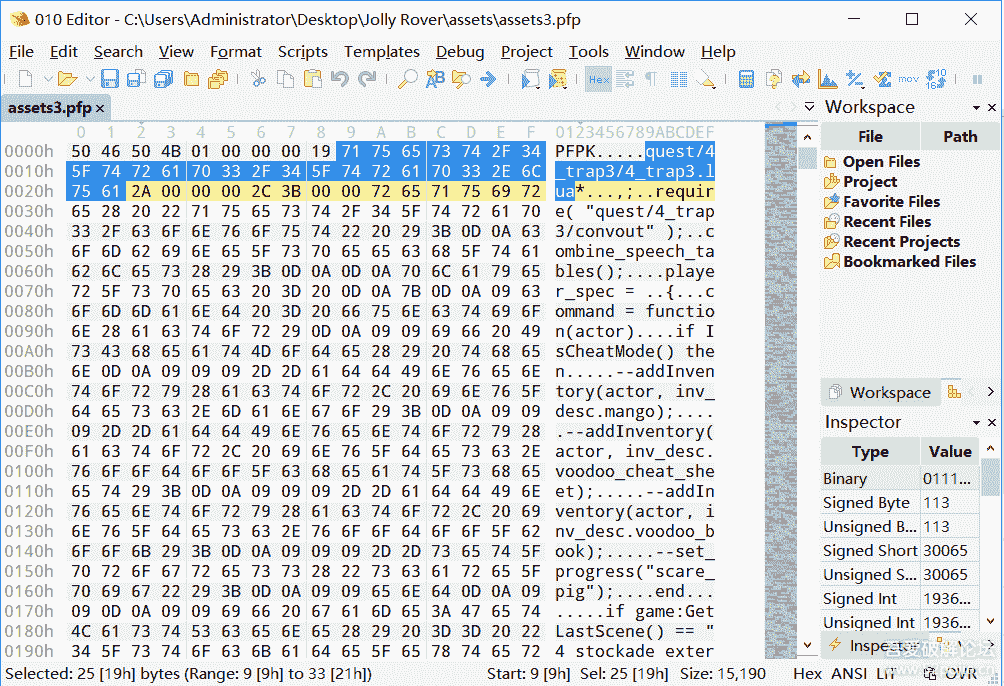 010 Editor - C:\Users\Administrator\Desktop\Jolly Rover\assets\assets3.pfp
File Edit Search View Format Scripts Templates Debug Project Tools Window Help
assets3.pfp ×
0 1 2 3 4 5 6 7 8 9 A B C D E F 0123456789ABCDEF
0000h 50 46 50 4B 01 00 00 00 19 71 75 65 73 74 2F 34 PFPK.....quest/4
0010h 5F 74 72 61 70 33 2F 34 5F 74 72 61 70 33 2E 6C _trap3/4_trap3.l
0020h 75 61 2A 00 00 00 2C 3B 00 00 72 65 71 75 69 72 ua*...,;..requir
0030h 65 28 20 22 71 75 65 73 74 2F 34 5F 74 72 61 70 e( "quest/4_trap
0040h 33 2F 63 6F 6E 76 6F 75 74 22 20 29 3B 0D 0A 63 3/convout" );..c
0050h 6F 6D 62 69 6E 65 5F 73 70 65 65 63 68 5F 74 61 ombine_speech_ta
0060h 62 6C 65 73 28 29 3B 0D 0A 0D 0A 70 6C 61 79 65 bles();....playe
0070h 72 5F 73 70 65 63 20 3D 20 0D 0A 7B 0D 0A 09 63 r_spec = ..{...c
0080h 6F 6D 6D 61 6E 64 20 3D 20 66 75 6E 63 74 69 6F ommand = functio
0090h 6E 28 61 63 74 6F 72 29 0D 0A 09 09 69 66 20 49 n(actor)....if I
00A0h 73 43 68 65 61 74 4D 6F 64 65 28 29 20 74 68 65 sCheatMode() the
00B0h 6E 0D 0A 09 09 09 2D 2D 61 64 64 49 6E 76 65 6E n.....--addInven
00C0h 74 6F 72 79 28 61 63 74 6F 72 2C 20 69 6E 76 5F tory(actor, inv_
00D0h 64 65 73 63 2E 6D 61 6E 67 6F 29 3B 0D 0A 09 09 desc.mango);....
00E0h 09 2D 2D 61 64 64 49 6E 76 65 6E 74 6F 72 79 28 .--addInventory(
00F0h 61 63 74 6F 72 2C 20 69 6E 76 5F 64 65 73 63 2E actor, inv_desc.
0100h 76 6F 6F 64 6F 6F 5F 63 68 65 61 74 5F 73 68 65 voodoo_cheat_she
0110h 65 74 29 3B 0D 0A 09 09 09 2D 2D 61 64 64 49 6E et);.....--addIn
0120h 76 65 6E 74 6F 72 79 28 61 63 74 6F 72 2C 20 69 ventory(actor, i
0130h 6E 76 5F 64 65 73 63 2E 76 6F 6F 64 6F 6F 5F 62 nv_desc.voodoo_b
0140h 6F 6F 6B 29 3B 0D 0A 09 09 09 2D 2D 73 65 74 5F ook);.....--set_
0150h 70 72 6F 67 72 65 73 73 28 22 73 63 61 72 65 5F progress("scare_
0160h 70 69 67 22 29 3B 0D 0A 09 09 65 6E 64 0D 0A 09 pig");....end...
0170h 09 0D 0A 09 09 69 66 20 67 61 6D 65 3A 47 65 74 .....if game:Get
0180h 4C 61 73 74 53 63 65 6E 65 28 29 20 3D 3D 20 22 LastScene() == "
0190h 34 5F 73 74 6F 63 6B 61 64 65 5F 65 78 74 65 72 4_stockade_exter
Workspace
File Path
Open Files
Project
Favorite Files
Recent Files
Recent Projects
Bookmarked Files
Workspace
Inspector
Type Value
Binary 0111...
Signed Byte 113
Unsigned B... 113
Signed Short 30065
Unsigned S... 30065
Signed Int 1936...
Unsigned Int 1936...
Inspector
Selected: 25 [19h] bytes (Range: 9 [9h] to 33 [21h]) Start: 9 [9h] Sel: 25 [19h] Size: 15,190 Hex ANSI LIT OVR